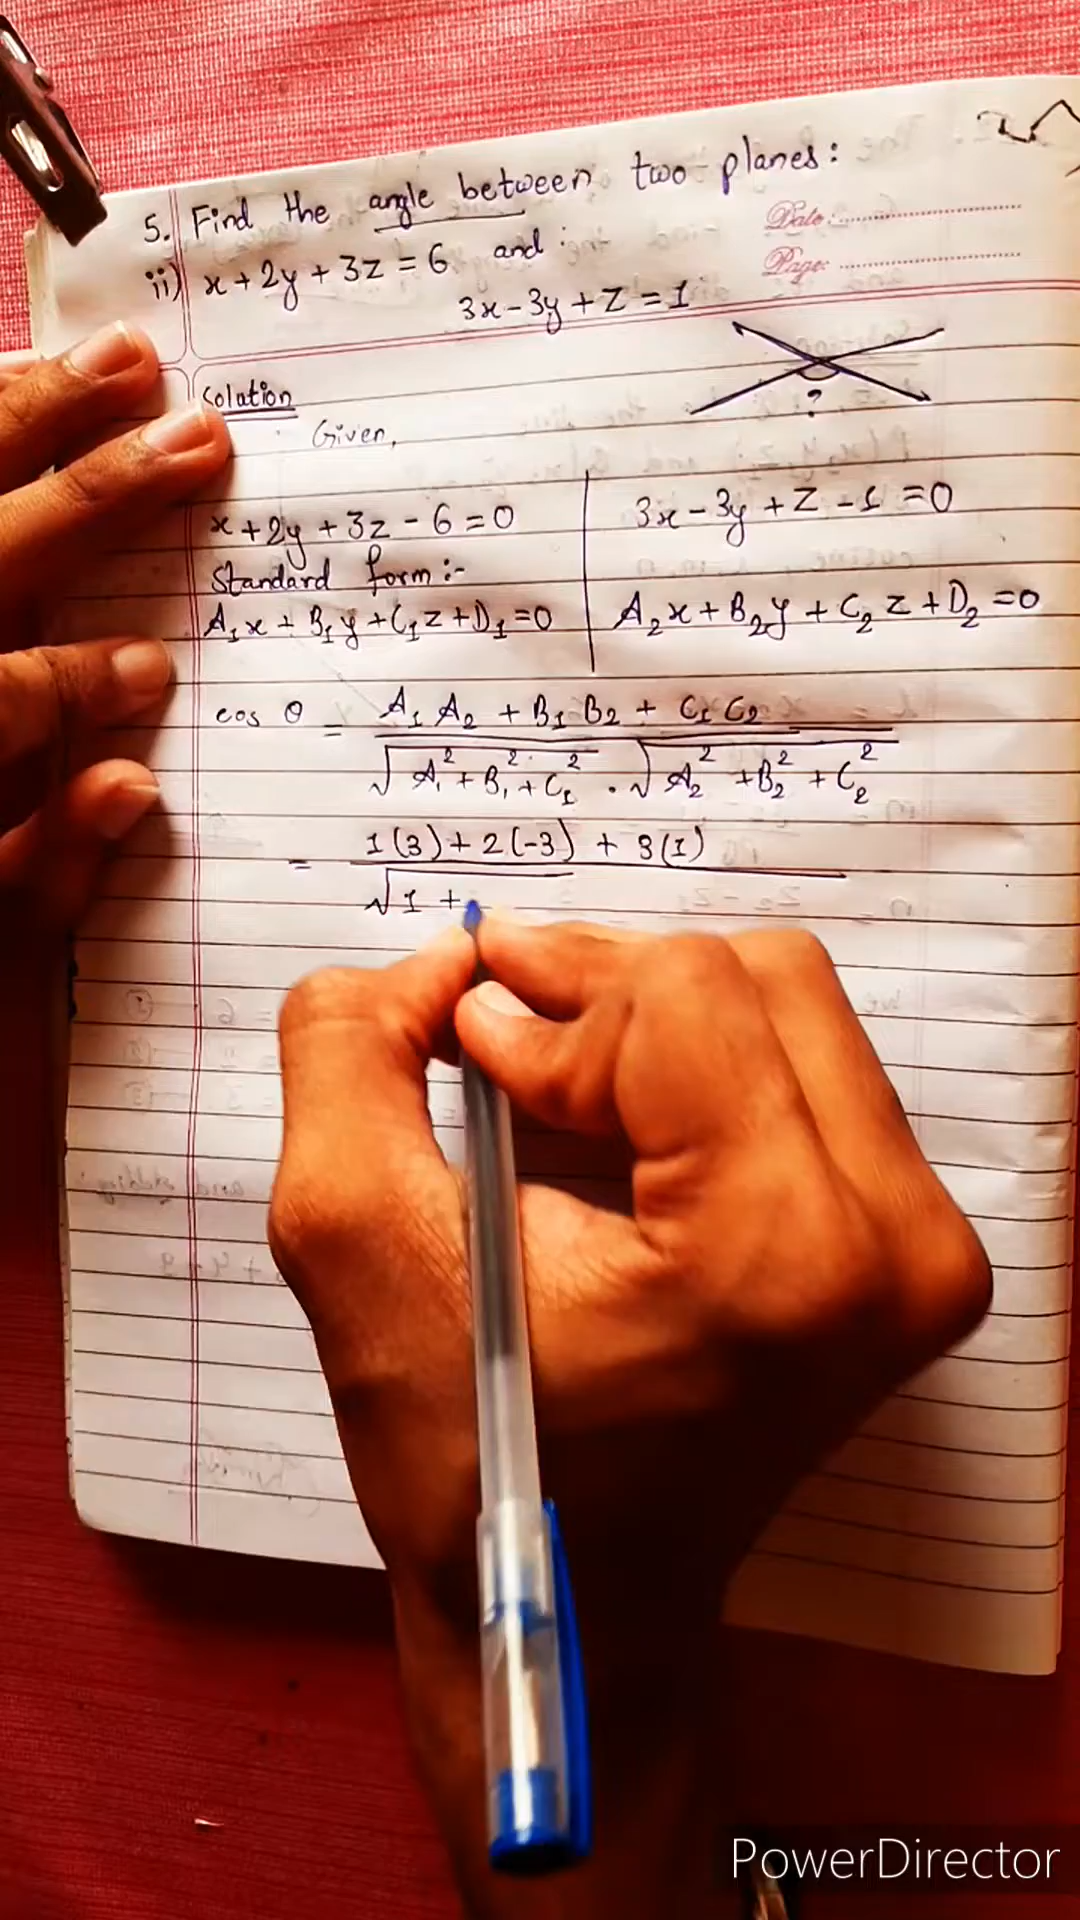 5. Find the angle between two planes:
Date:
ii) x + 2y + 3z = 6 and :
Page:
3x - 3y + z = 1
Solation
?
Given,
x + 2y + 3z - 6 = 0
3x - 3y + z - 1 = 0
Standard form :-
A₁x + B₁y + C₁z + D₁ = 0
A₂x + B₂y + C₂z + D₂ = 0
cos θ = A₁A₂ + B₁B₂ + C₁C₂
√A₁² + B₁² + C₁² . √A₂² + B₂² + C₂²
= 1(3) + 2(-3) + 3(1)
√1 +
PowerDirector